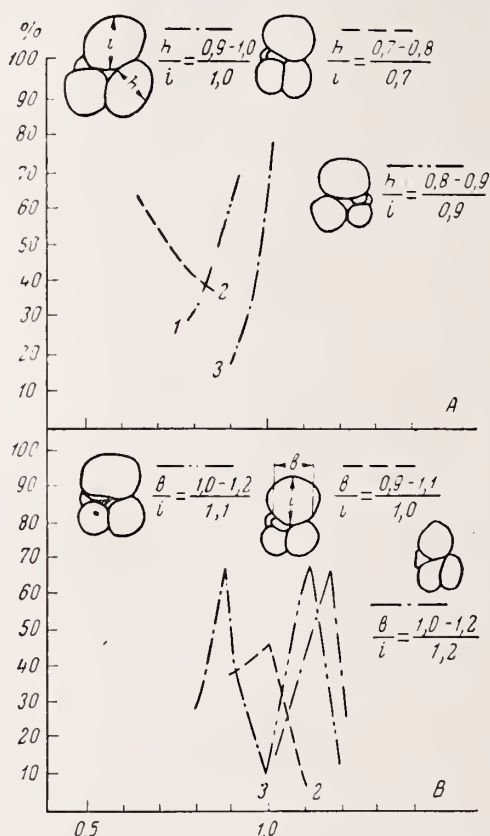 %
100
90
80
70
60
50
40
30
20
10
i
h
h/i = 0,9-1,0/1,0
h/i = 0,7-0,8/0,7
h/i = 0,8-0,9/0,9
1
2
3
A
100
90
80
70
60
50
40
30
20
10
в/i = 1,0-1,2/1,1
в
i
в/i = 0,9-1,1/1,0
в/i = 1,0-1,2/1,2
3
2
B
0.5
1.0